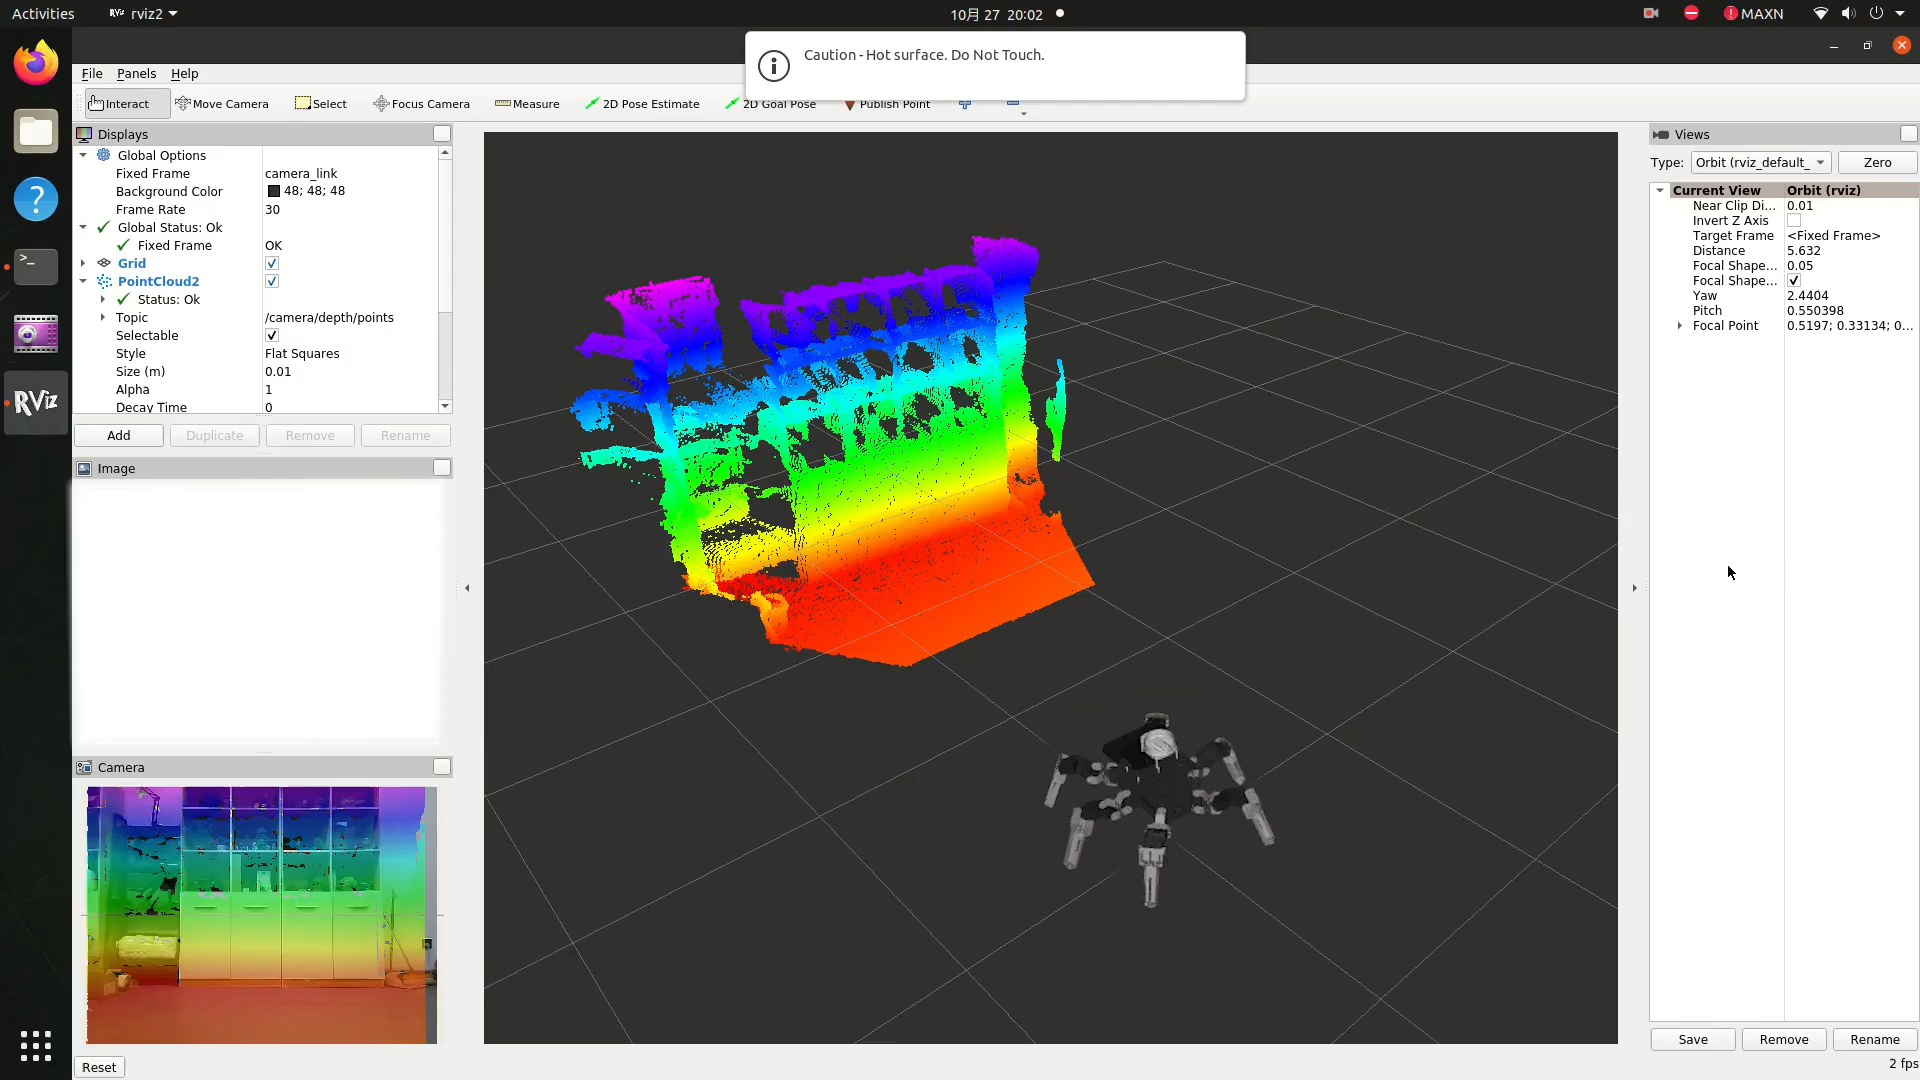 Activities
rviz2
10月 27 20:02
MAXN
Caution - Hot surface. Do Not Touch.
File Panels Help
Interact
Move Camera
Select
Focus Camera
Measure
2D Pose Estimate
2D Goal Pose
Publish Point
Displays
Global Options
Fixed Frame camera_link
Background Color 48; 48; 48
Frame Rate 30
Global Status: Ok
Fixed Frame OK
Grid
PointCloud2
Status: Ok
Topic /camera/depth/points
Selectable
Style Flat Squares
Size (m) 0.01
Alpha 1
Decay Time 0
Add Duplicate Remove Rename
Image
Camera
Reset
RViz
Views
Type: Orbit (rviz_default_ Zero
Current View Orbit (rviz)
Near Clip Di... 0.01
Invert Z Axis
Target Frame <Fixed Frame>
Distance 5.632
Focal Shape... 0.05
Focal Shape...
Yaw 2.4404
Pitch 0.550398
Focal Point 0.5197; 0.33134; 0...
Save Remove Rename
2 fps